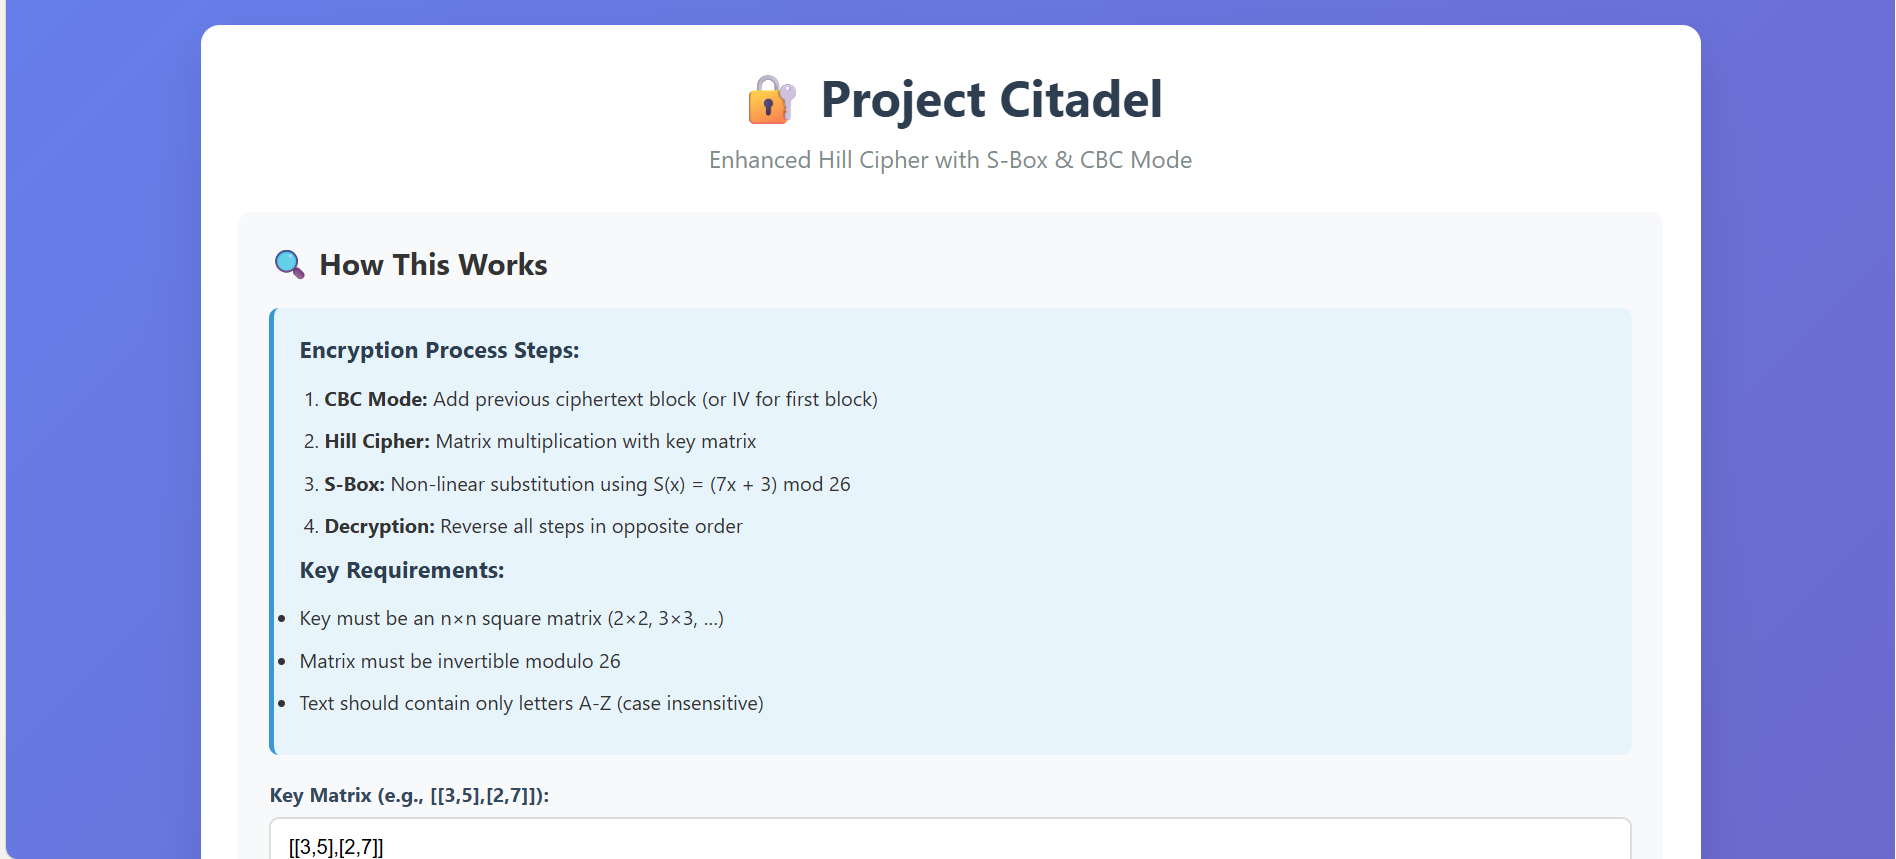 Project Citadel
Enhanced Hill Cipher with S-Box & CBC Mode
How This Works
Encryption Process Steps:
1. CBC Mode: Add previous ciphertext block (or IV for first block)
2. Hill Cipher: Matrix multiplication with key matrix
3. S-Box: Non-linear substitution using S(x) = (7x + 3) mod 26
4. Decryption: Reverse all steps in opposite order
Key Requirements:
• Key must be an n×n square matrix (2×2, 3×3, ...)
• Matrix must be invertible modulo 26
• Text should contain only letters A-Z (case insensitive)
Key Matrix (e.g., [[3,5],[2,7]]):
[[3,5],[2,7]]